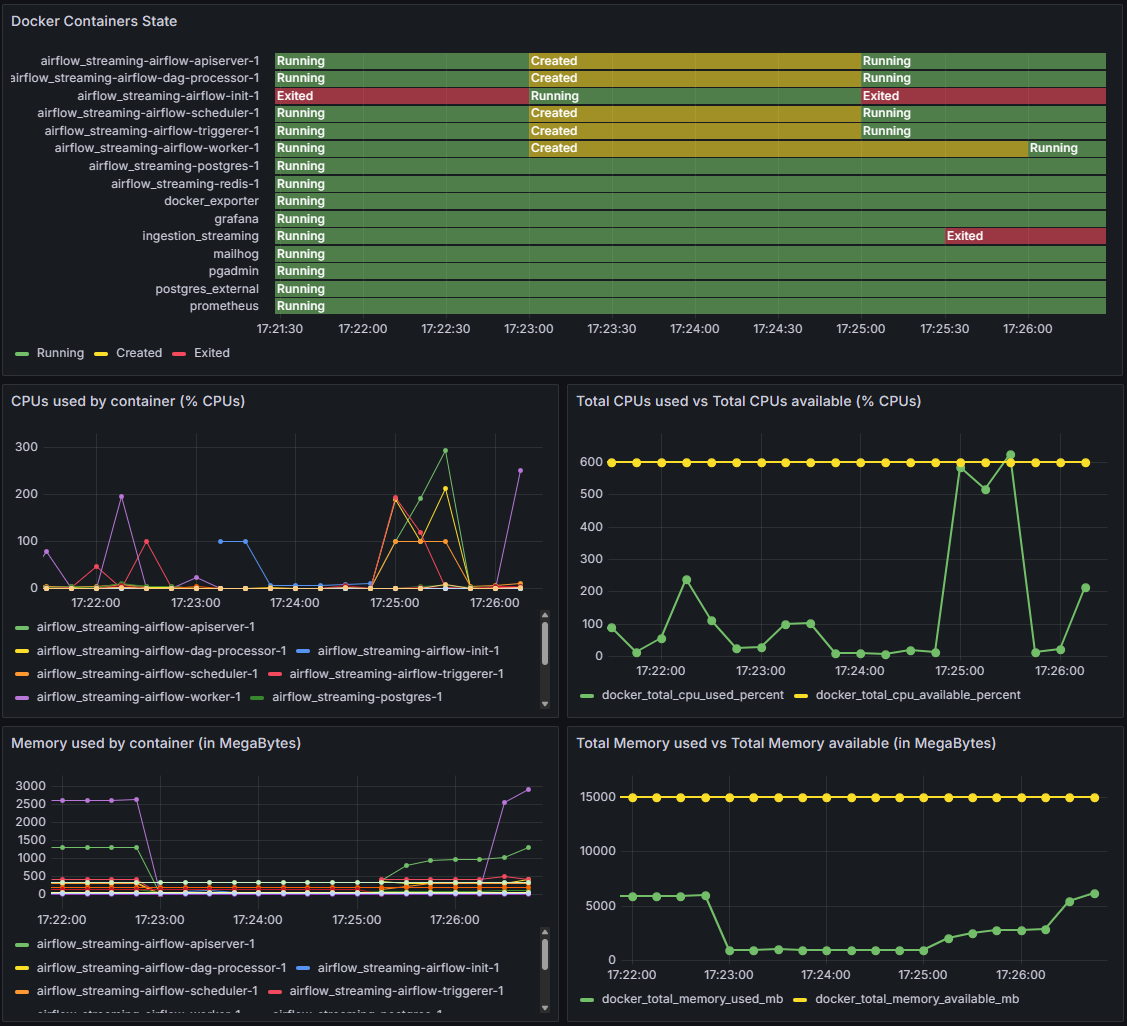 Docker Containers State
airflow_streaming-airflow-apiserver-1 Running Created Running
airflow_streaming-airflow-dag-processor-1 Running Created Running
airflow_streaming-airflow-init-1 Exited Running Exited
airflow_streaming-airflow-scheduler-1 Running Created Running
airflow_streaming-airflow-triggerer-1 Running Created Running
airflow_streaming-airflow-worker-1 Running Created Running
airflow_streaming-postgres-1 Running
airflow_streaming-redis-1 Running
docker_exporter Running
grafana Running
ingestion_streaming Running Exited
mailhog Running
pgadmin Running
postgres_external Running
prometheus Running
17:21:30 17:22:00 17:22:30 17:23:00 17:23:30 17:24:00 17:24:30 17:25:00 17:25:30 17:26:00
Running Created Exited
CPUs used by container (% CPUs)
300
200
100
0
17:22:00 17:23:00 17:24:00 17:25:00 17:26:00
airflow_streaming-airflow-apiserver-1
airflow_streaming-airflow-dag-processor-1 airflow_streaming-airflow-init-1
airflow_streaming-airflow-scheduler-1 airflow_streaming-airflow-triggerer-1
airflow_streaming-airflow-worker-1 airflow_streaming-postgres-1
Total CPUs used vs Total CPUs available (% CPUs)
600
500
400
300
200
100
0
17:22:00 17:23:00 17:24:00 17:25:00 17:26:00
docker_total_cpu_used_percent docker_total_cpu_available_percent
Memory used by container (in MegaBytes)
3000
2500
2000
1500
1000
500
0
17:22:00 17:23:00 17:24:00 17:25:00 17:26:00
airflow_streaming-airflow-apiserver-1
airflow_streaming-airflow-dag-processor-1 airflow_streaming-airflow-init-1
airflow_streaming-airflow-scheduler-1 airflow_streaming-airflow-triggerer-1
Total Memory used vs Total Memory available (in MegaBytes)
15000
10000
5000
0
17:22:00 17:23:00 17:24:00 17:25:00 17:26:00
docker_total_memory_used_mb docker_total_memory_available_mb